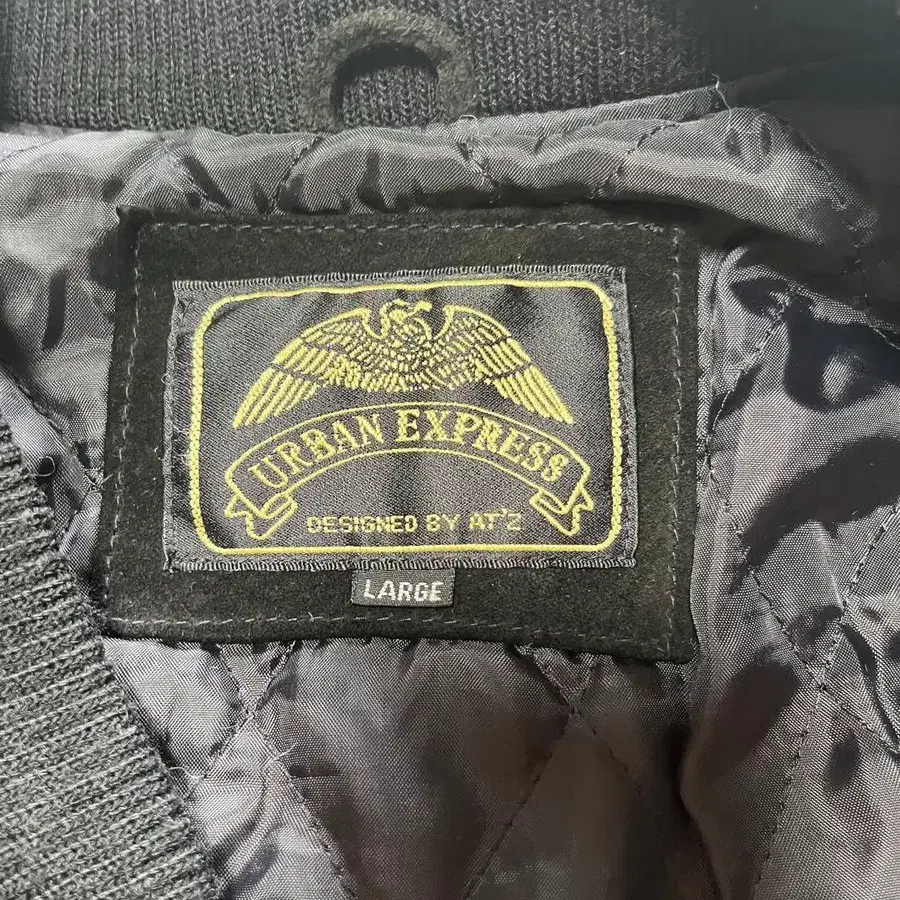 URBAN EXPRESS
DESIGNED BY AT'Z
LARGE